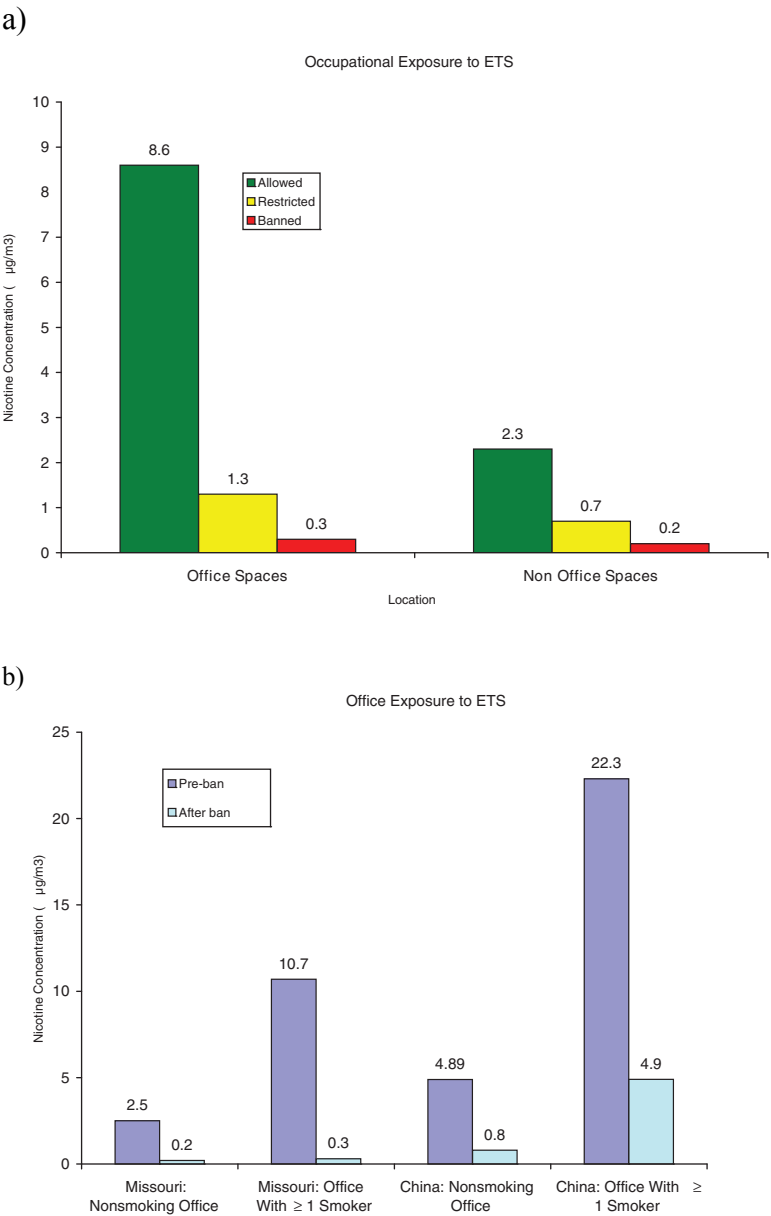 a)
Occupational Exposure to ETS
10
9
8
7
6
5
4
3
2
1
0
Nicotine Concentration ( µg/m3)
8.6
1.3
0.3
2.3
0.7
0.2
Allowed
Restricted
Banned
Office Spaces
Non Office Spaces
Location
b)
Office Exposure to ETS
25
20
15
10
5
0
Nicotine Concentration ( µg/m3)
Pre-ban
After ban
2.5
0.2
10.7
0.3
4.89
0.8
22.3
4.9
Missouri:
Nonsmoking Office
Missouri: Office
With ≥ 1 Smoker
China: Nonsmoking
Office
China: Office With ≥
1 Smoker